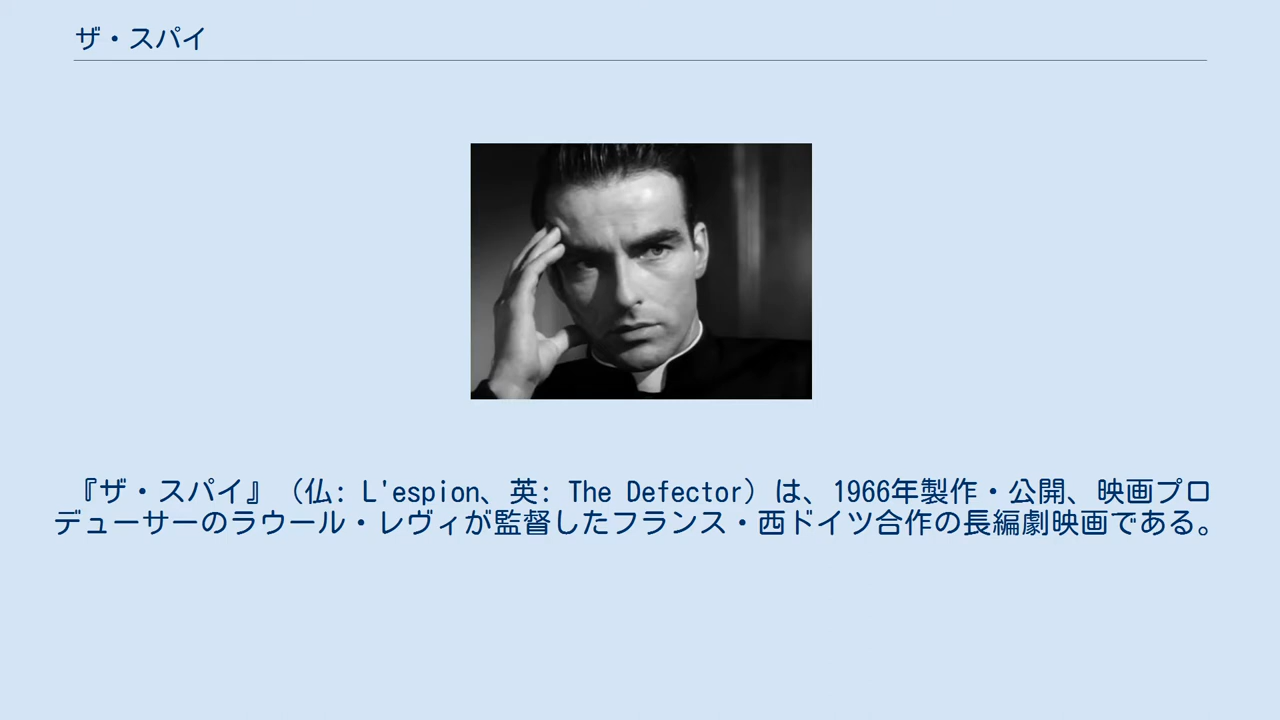 ザ・スパイ
『ザ・スパイ』（仏: L'espion、英: The Defector）は、1966年製作・公開、映画プロ
デューサーのラウール・レヴィが監督したフランス・西ドイツ合作の長編劇映画である。